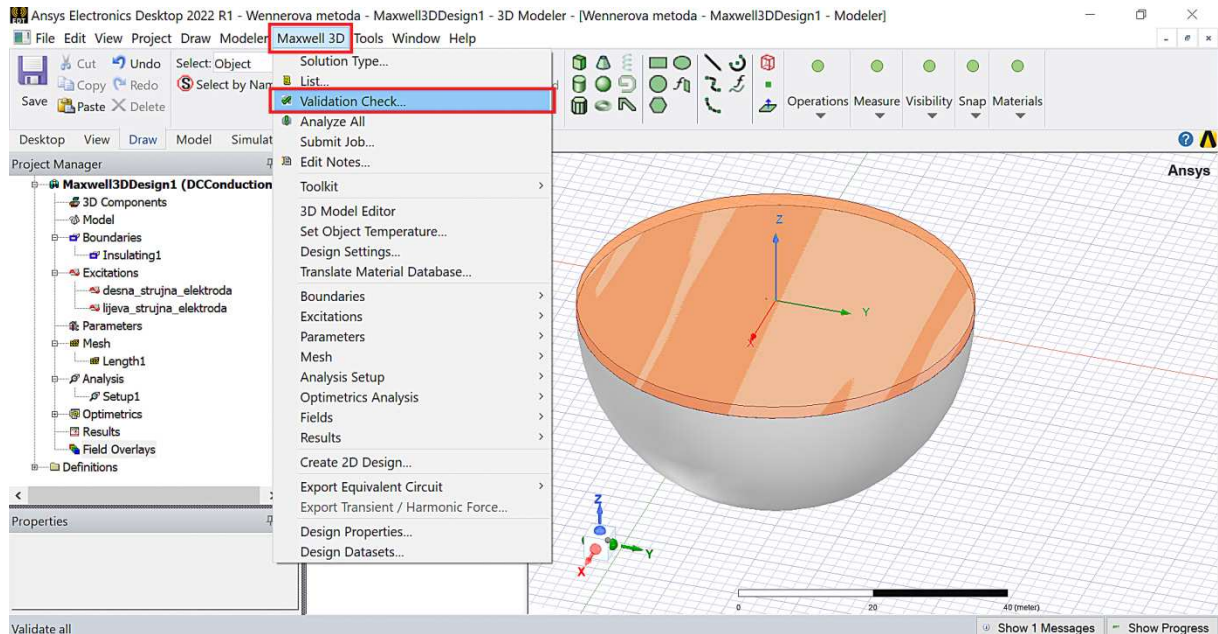 Ansys Electronics Desktop 2022 R1 - Wennerova metoda - Maxwell3DDesign1 - 3D Modeler - [Wennerova metoda - Maxwell3DDesign1 - Modeler]
File Edit View Project Draw Modeler Maxwell 3D Tools Window Help
Save
Cut
Undo
Copy
Redo
Paste
Delete
Select: Object
Select by Nam
Operations
Measure
Visibility
Snap
Materials
Desktop View Draw Model Simulat
Project Manager
Maxwell3DDesign1 (DCConduction
3D Components
Model
Boundaries
Insulating1
Excitations
desna_strujna_elektroda
lijeva_strujna_elektroda
Parameters
Mesh
Length1
Analysis
Setup1
Optimetrics
Results
Field Overlays
Definitions
Properties
Solution Type...
List...
Validation Check...
Analyze All
Submit Job...
Edit Notes...
Toolkit
3D Model Editor
Set Object Temperature...
Design Settings...
Translate Material Database...
Boundaries
Excitations
Parameters
Mesh
Analysis Setup
Optimetrics Analysis
Fields
Results
Create 2D Design...
Export Equivalent Circuit
Export Transient / Harmonic Force...
Design Properties...
Design Datasets...
Ansys
Z
Y
X
Z
Y
X
0 20 40 (meter)
Validate all
Show 1 Messages
Show Progress